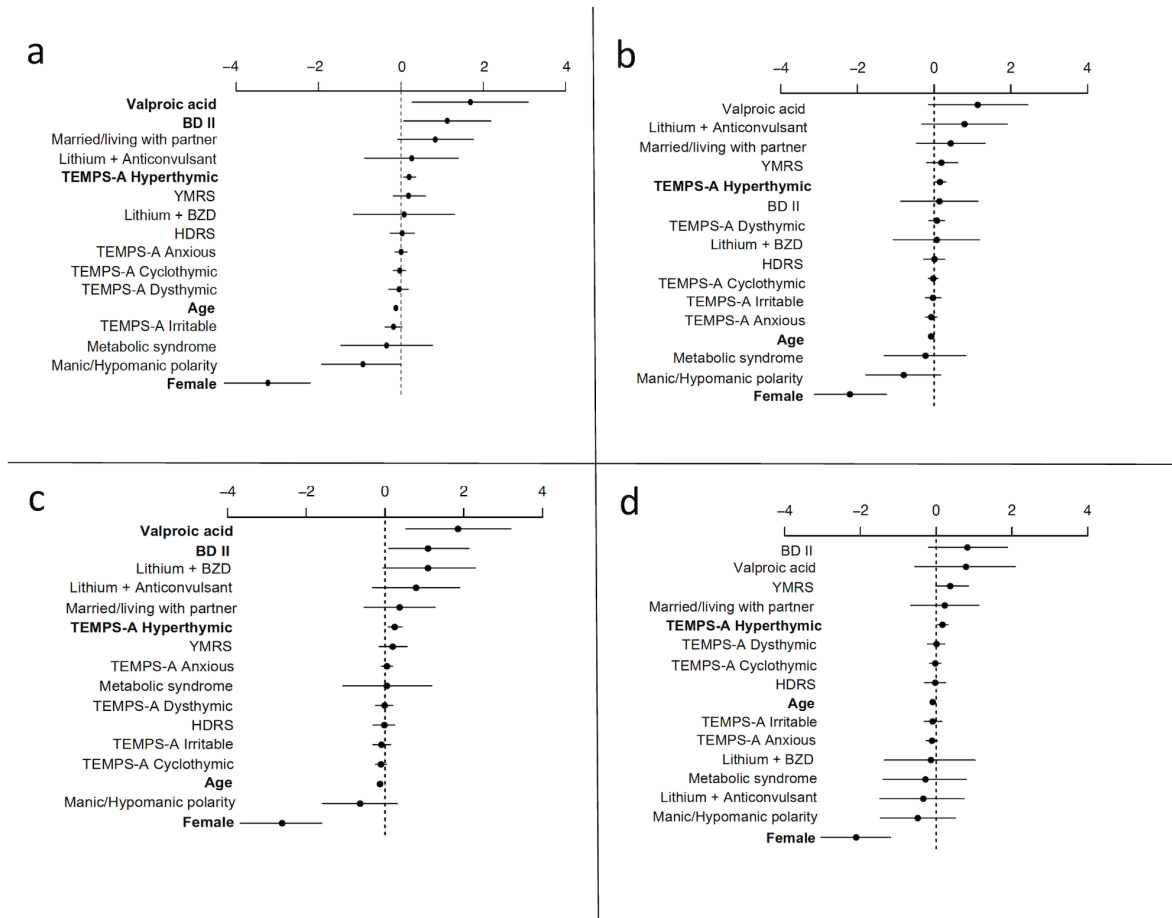 a
−4 −2 0 2 4
Valproic acid
BD II
Married/living with partner
Lithium + Anticonvulsant
TEMPS-A Hyperthymic
YMRS
Lithium + BZD
HDRS
TEMPS-A Anxious
TEMPS-A Cyclothymic
TEMPS-A Dysthymic
Age
TEMPS-A Irritable
Metabolic syndrome
Manic/Hypomanic polarity
Female
b
−4 −2 0 2 4
Valproic acid
Lithium + Anticonvulsant
Married/living with partner
YMRS
TEMPS-A Hyperthymic
BD II
TEMPS-A Dysthymic
Lithium + BZD
HDRS
TEMPS-A Cyclothymic
TEMPS-A Irritable
TEMPS-A Anxious
Age
Metabolic syndrome
Manic/Hypomanic polarity
Female
c
−4 −2 0 2 4
Valproic acid
BD II
Lithium + BZD
Lithium + Anticonvulsant
Married/living with partner
TEMPS-A Hyperthymic
YMRS
TEMPS-A Anxious
Metabolic syndrome
TEMPS-A Dysthymic
HDRS
TEMPS-A Irritable
TEMPS-A Cyclothymic
Age
Manic/Hypomanic polarity
Female
d
−4 −2 0 2 4
BD II
Valproic acid
YMRS
Married/living with partner
TEMPS-A Hyperthymic
TEMPS-A Dysthymic
TEMPS-A Cyclothymic
HDRS
Age
TEMPS-A Irritable
TEMPS-A Anxious
Lithium + BZD
Metabolic syndrome
Lithium + Anticonvulsant
Manic/Hypomanic polarity
Female